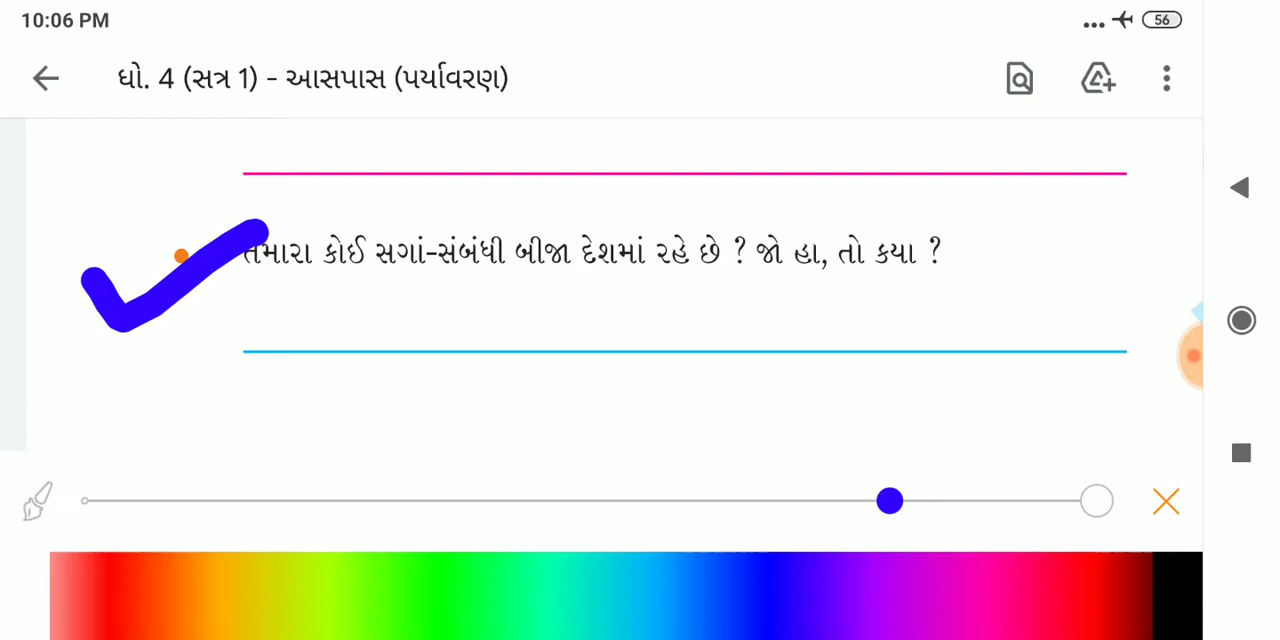 10:06 PM
56
ધો. 4 (સત્ર 1) - આસપાસ (પર્યાવરણ)
તમારા કોઈ સગાં-સંબંધી બીજા દેશમાં રહે છે ? જો હા, તો કયા ?